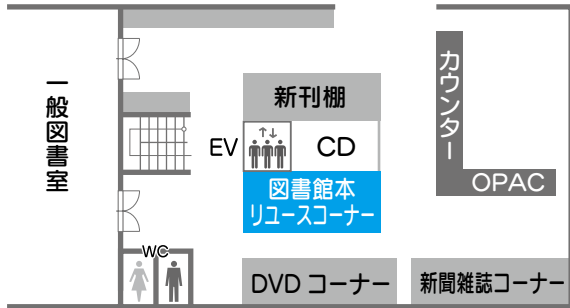 一般図書室
新刊棚
カウンター
EV
CD
OPAC
図書館本
リユースコーナー
WC
DVD コーナー
新聞雑誌コーナー